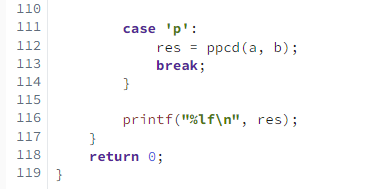 110
111 case 'p':
112 res = ppcd(a, b);
113 break;
114 }
115
116 printf("%lf\n", res);
117 }
118 return 0;
119 }